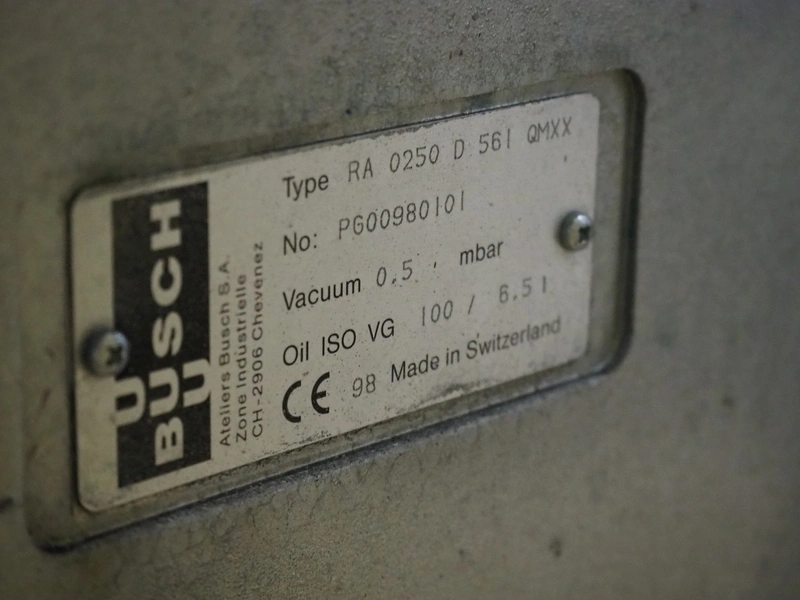 BUSCH
U
U
Ateliers Busch S.A.
Zone Industrielle
CH-2906 Chevenez
Type RA 0250 D 561 QMXX
No: PG00980101
Vacuum 0,5 , mbar
Oil ISO VG 100 / 6,5 l
CE 98 Made in Switzerland